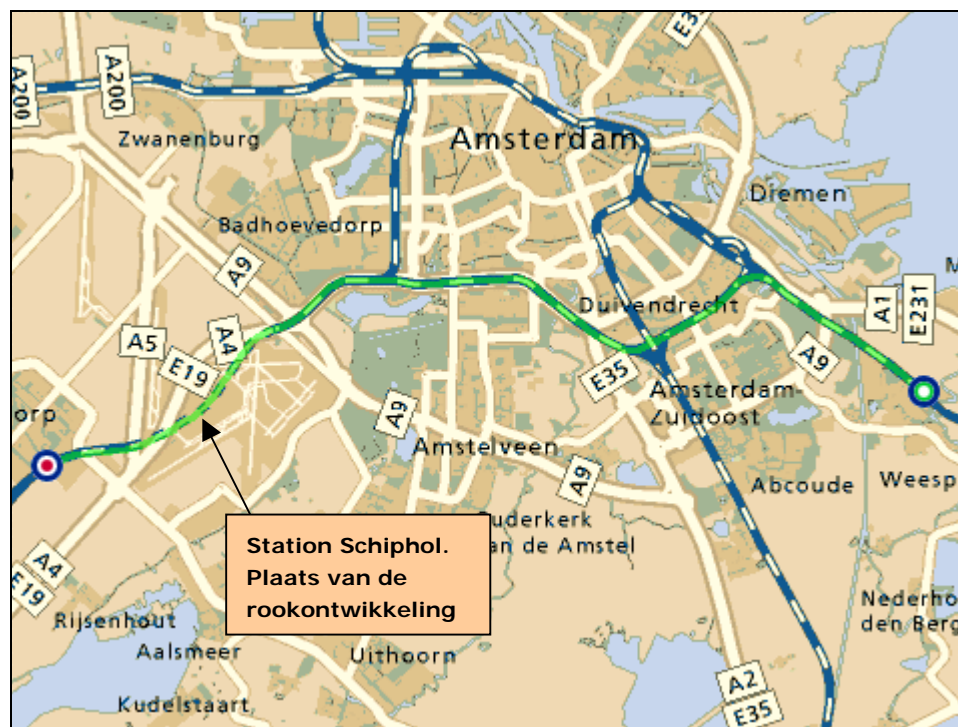 E3
A200
A200
Zwanenburg
Amsterdam
Diemen
Badhoevedorp
A9
M
A1
E231
Duivendrecht
A5
A4
E19
E35
A9
Amsterdam-
Zuidoost
orp
A9
Amstelveen
A9
Abcoude
Weesp
uderkerk
an de Amstel
Station Schiphol.
Plaats van de
rookontwikkeling
A4
E19
Nederho
den Berg
Rijsenhout
Aalsmeer
Uithoorn
A2
E35
Kudelstaart